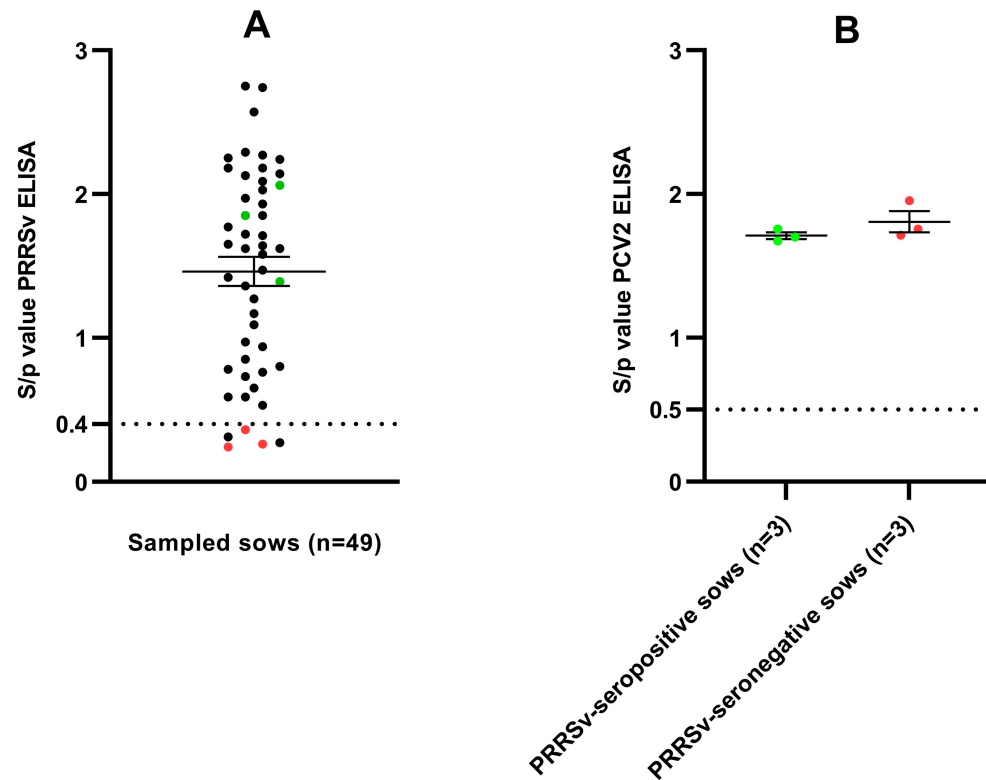 A
3
2
1
0.4
0
S/p value PRRSv ELISA
Sampled sows (n=49)
B
3
2
1
0.5
0
S/p value PCV2 ELISA
PRRSv-seropositive sows (n=3)
PRRSv-seronegative sows (n=3)